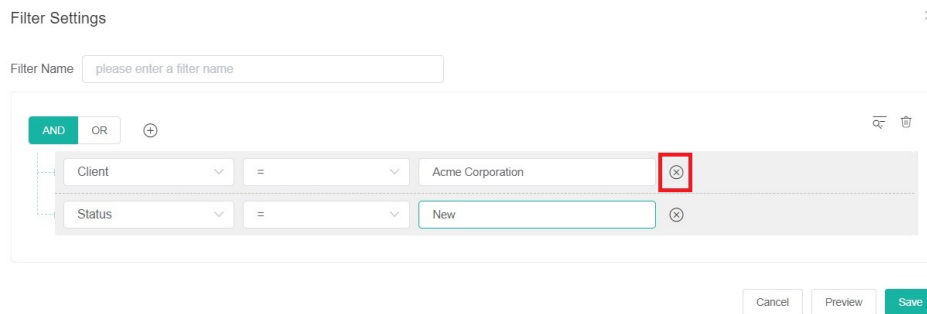 Filter Settings
Filter Name please enter a filter name
AND OR
Client = Acme Corporation
Status = New
Cancel Preview Save